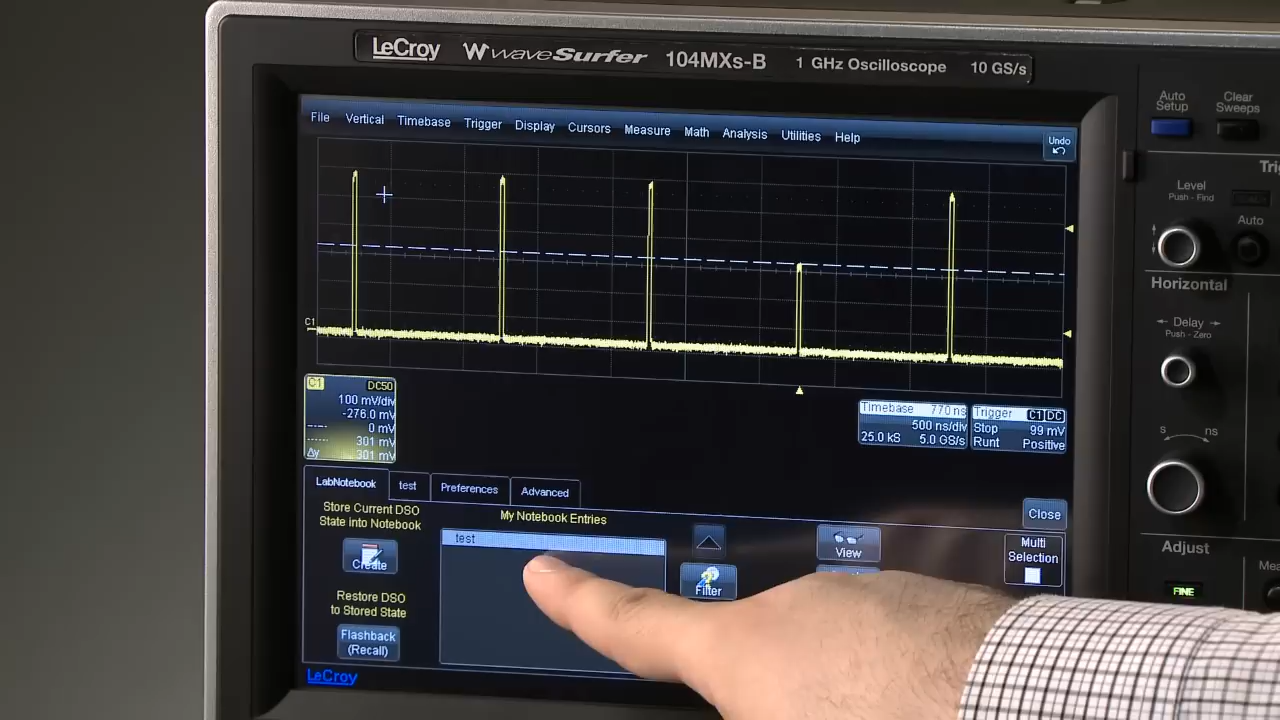 LeCroy WaveSurfer 104MXs-B 1 GHz Oscilloscope 10 GS/s
Auto Setup
Clear Sweeps
File Vertical Timebase Trigger Display Cursors Measure Math Analysis Utilities Help
Undo
Level
Push - Find
Auto
Horizontal
Delay
Push - Zero
C1
C1 DC50
100 mV/div
-276.0 mV
0 mV
301 mV
Δy 301 mV
Timebase 770 ns
500 ns/div
25.0 kS 5.0 GS/s
Trigger C1 DC
Stop 99 mV
Runt Positive
S ns
LabNotebook test Preferences Advanced
Close
Store Current DSO
State into Notebook
My Notebook Entries
test
Create
View
Multi
Selection
Filter
Restore DSO
to Stored State
Flashback
(Recall)
LeCroy
Adjust
FINE